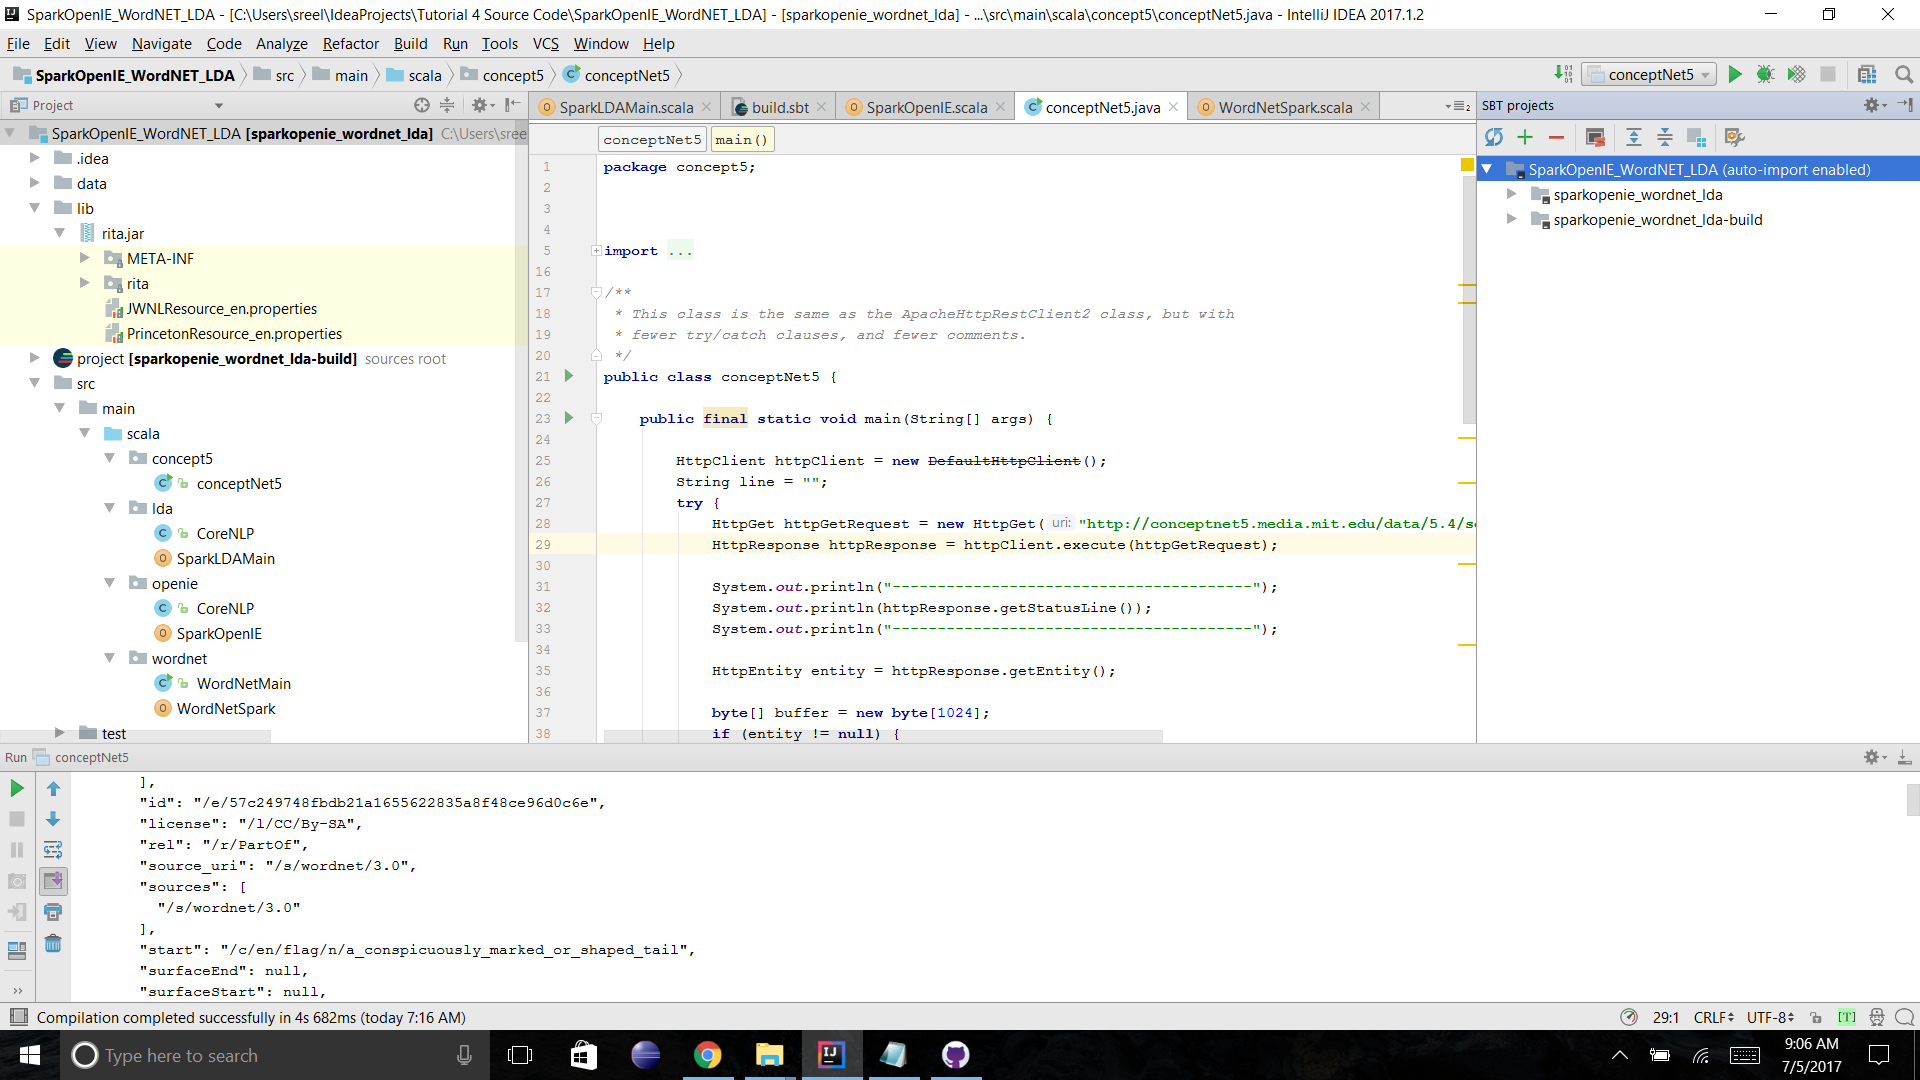 SparkOpenIE_WordNET_LDA - [C:\Users\sreel\IdeaProjects\Tutorial 4 Source Code\SparkOpenIE_WordNET_LDA] - [sparkopenie_wordnet_lda] - ...\src\main\scala\concept5\conceptNet5.java - IntelliJ IDEA 2017.1.2
File Edit View Navigate Code Analyze Refactor Build Run Tools VCS Window Help
SparkOpenIE_WordNET_LDA src main scala concept5 conceptNet5
conceptNet5
Project
SparkOpenIE_WordNET_LDA [sparkopenie_wordnet_lda] C:\Users\sree
.idea
data
lib
rita.jar
META-INF
rita
JWNLResource_en.properties
PrincetonResource_en.properties
project [sparkopenie_wordnet_lda-build] sources root
src
main
scala
concept5
conceptNet5
lda
CoreNLP
SparkLDAMain
openie
CoreNLP
SparkOpenIE
wordnet
WordNetMain
WordNetSpark
test
SparkLDAMain.scala build.sbt SparkOpenIE.scala conceptNet5.java WordNetSpark.scala
conceptNet5 main()
1 package concept5;
2
3
4
5 import ...
16
17 /**
18 * This class is the same as the ApacheHttpRestClient2 class, but with
19 * fewer try/catch clauses, and fewer comments.
20 */
21 public class conceptNet5 {
22
23 public final static void main(String[] args) {
24
25 HttpClient httpClient = new DefaultHttpClient();
26 String line = "";
27 try {
28 HttpGet httpGetRequest = new HttpGet( uri: "http://conceptnet5.media.mit.edu/data/5.4/s
29 HttpResponse httpResponse = httpClient.execute(httpGetRequest);
30
31 System.out.println("----------------------------------------");
32 System.out.println(httpResponse.getStatusLine());
33 System.out.println("----------------------------------------");
34
35 HttpEntity entity = httpResponse.getEntity();
36
37 byte[] buffer = new byte[1024];
38 if (entity != null) {
SBT projects
SparkOpenIE_WordNET_LDA (auto-import enabled)
sparkopenie_wordnet_lda
sparkopenie_wordnet_lda-build
Run conceptNet5
],
"id": "/e/57c249748fbdb21a1655622835a8f48ce96d0c6e",
"license": "/l/CC/By-SA",
"rel": "/r/PartOf",
"source_uri": "/s/wordnet/3.0",
"sources": [
"/s/wordnet/3.0"
],
"start": "/c/en/flag/n/a_conspicuously_marked_or_shaped_tail",
"surfaceEnd": null,
"surfaceStart": null,
Compilation completed successfully in 4s 682ms (today 7:16 AM)
29:1 CRLF UTF-8 [T]
Type here to search
9:06 AM
7/5/2017